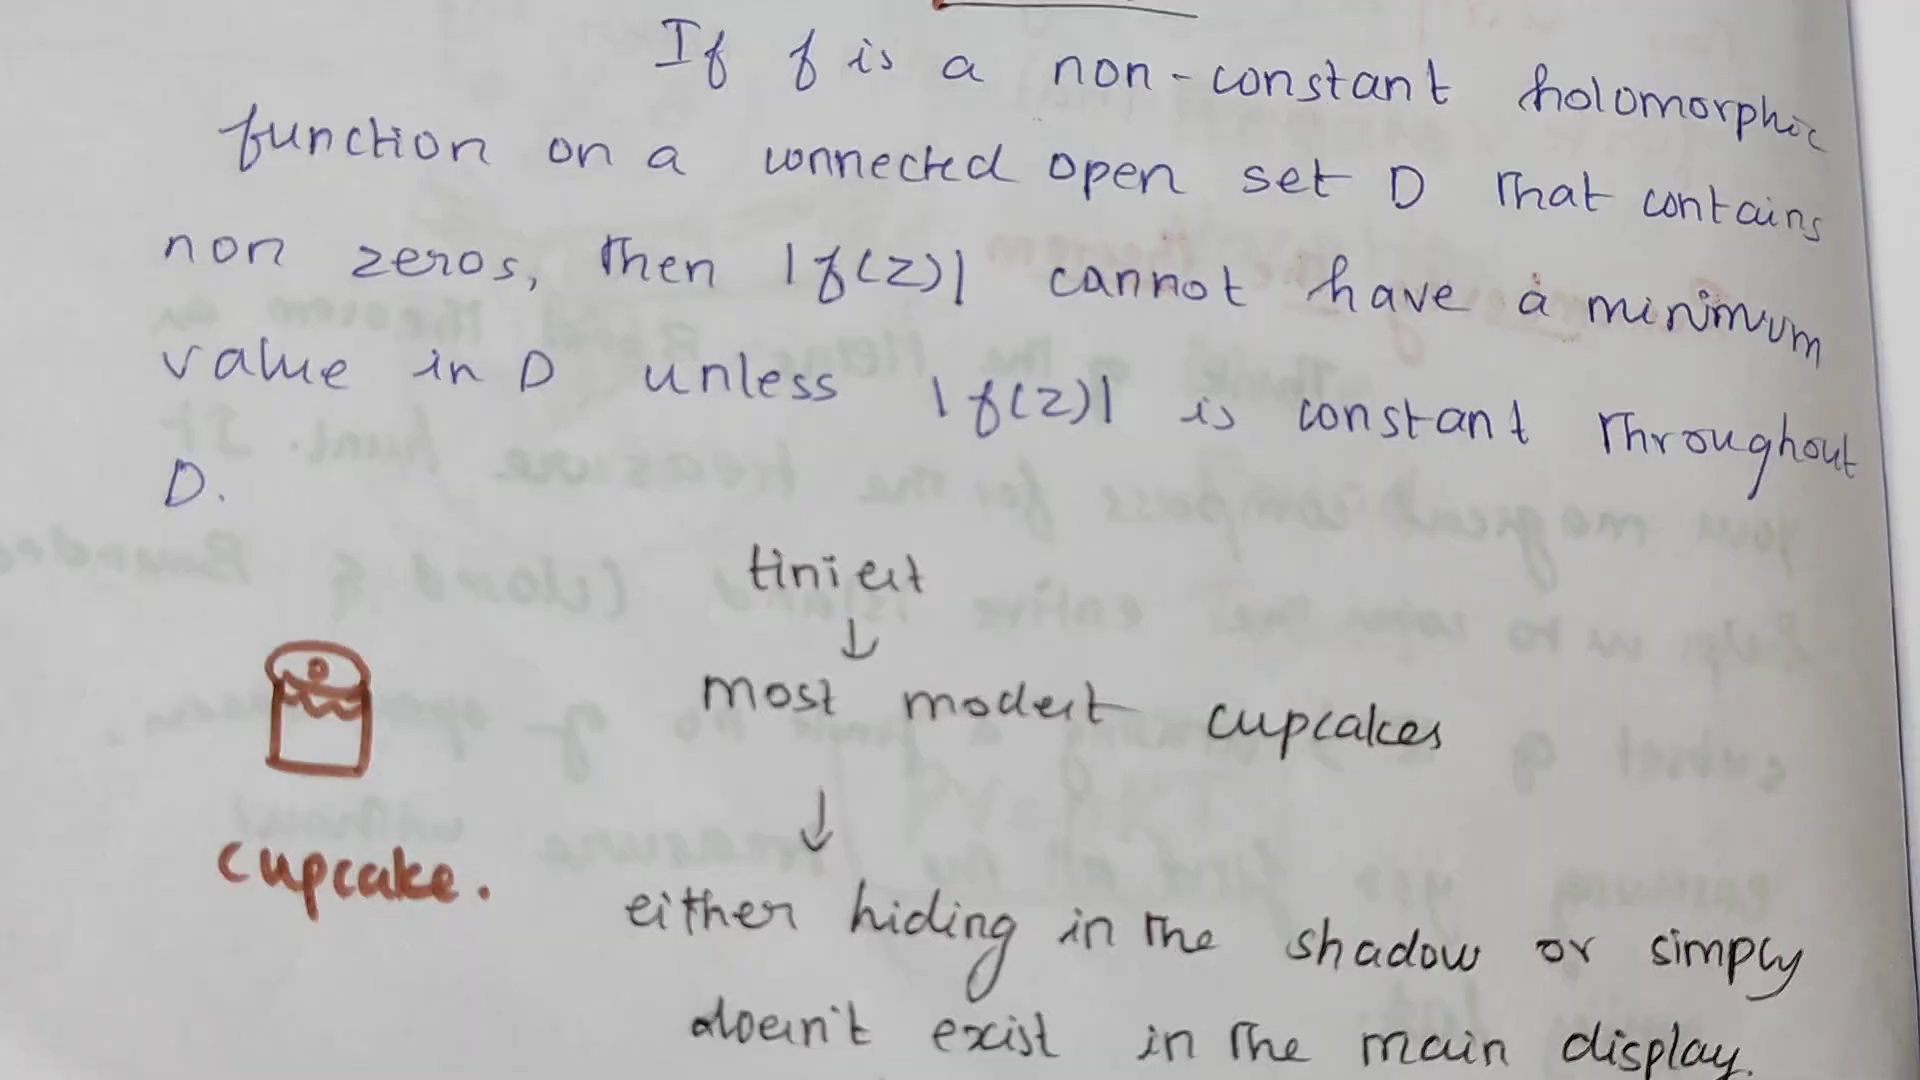 If f is a non-constant holomorphic
function on a connected open set D that contains
non zeros, then |f(z)| cannot have a minimum
value in D unless |f(z)| is constant throughout
D.
tiniest
↓
most modest cupcakes
↓
cupcake.
either hiding in the shadow or simply
doesn't exist in the main display.